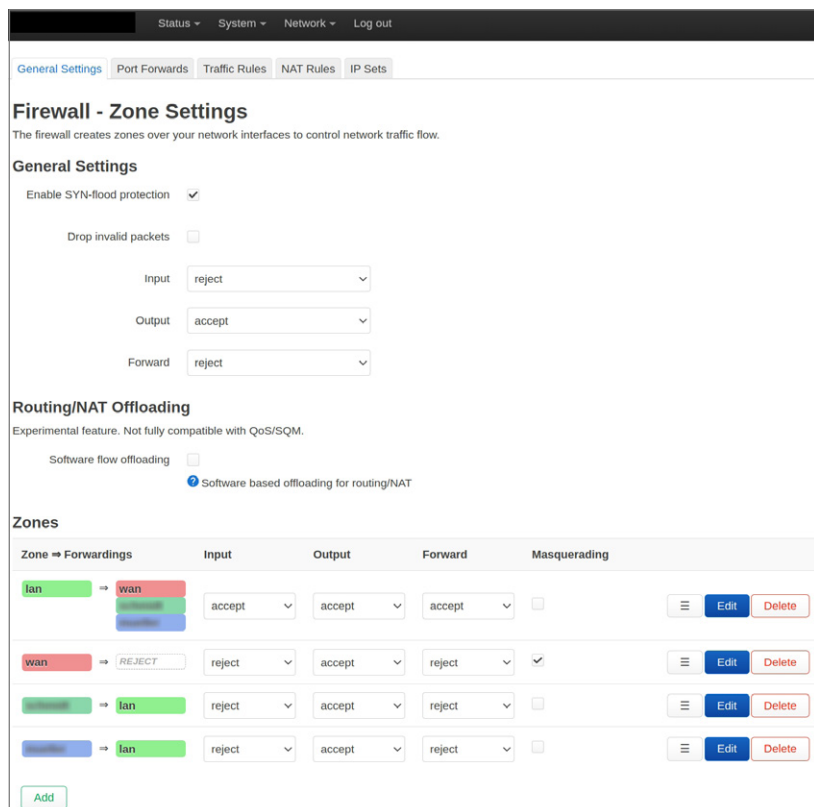 Status System Network Log out
General Settings Port Forwards Traffic Rules NAT Rules IP Sets
Firewall - Zone Settings
The firewall creates zones over your network interfaces to control network traffic flow.
General Settings
Enable SYN-flood protection
Drop invalid packets
Input reject
Output accept
Forward reject
Routing/NAT Offloading
Experimental feature. Not fully compatible with QoS/SQM.
Software flow offloading
Software based offloading for routing/NAT
Zones
Zone ⇒ Forwardings Input Output Forward Masquerading
lan ⇒ wan accept accept accept Edit Delete
wan ⇒ REJECT reject accept reject Edit Delete
⇒ lan reject accept reject Edit Delete
⇒ lan reject accept reject Edit Delete
Add